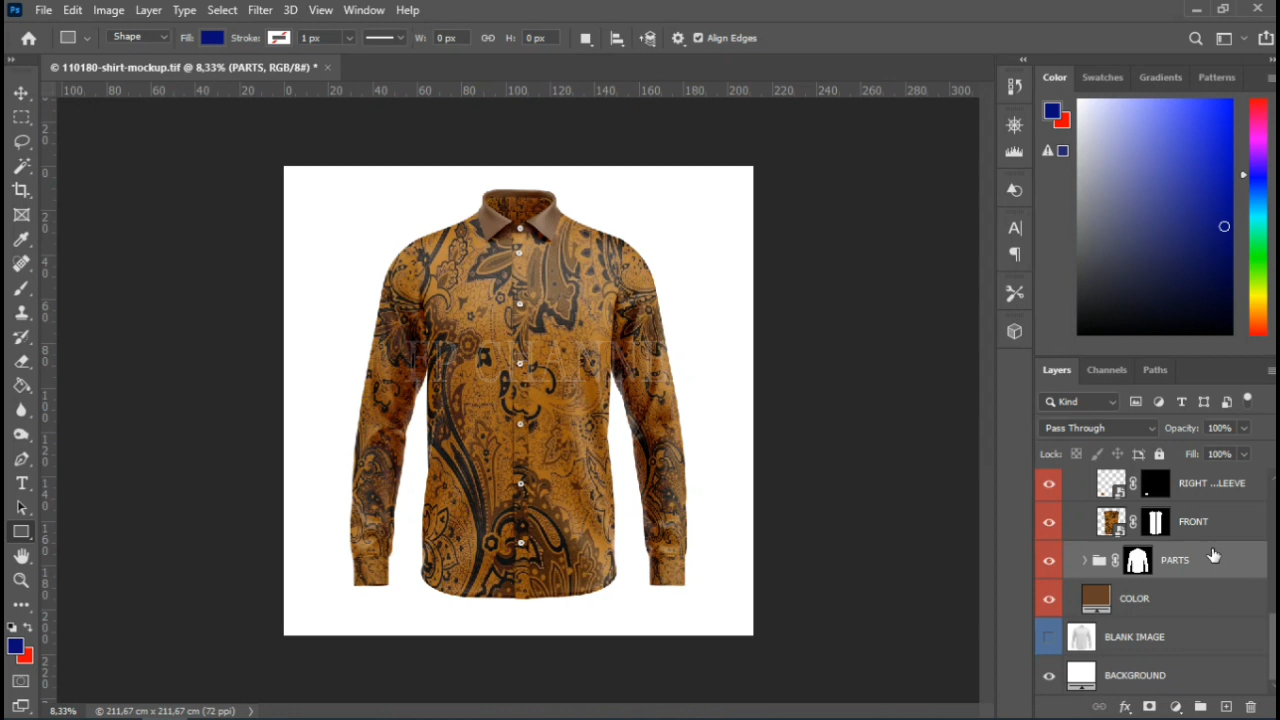 Ps File Edit Image Layer Type Select Filter 3D View Window Help
Shape Fill: Stroke: 1 px W: 0 px H: 0 px Align Edges
© 110180-shirt-mockup.tif @ 8,33% (PARTS, RGB/8#) * ×
100 80 60 40 20 0 20 40 60 80 100 120 140 160 180 200 220 240 260 280 300
Color Swatches Gradients Patterns
Layers Channels Paths
Kind
Pass Through Opacity: 100%
Lock: Fill: 100%
RIGHT ...LEEVE
FRONT
PARTS
COLOR
BLANK IMAGE
BACKGROUND
8,33% © 211,67 cm x 211,67 cm (72 ppi)